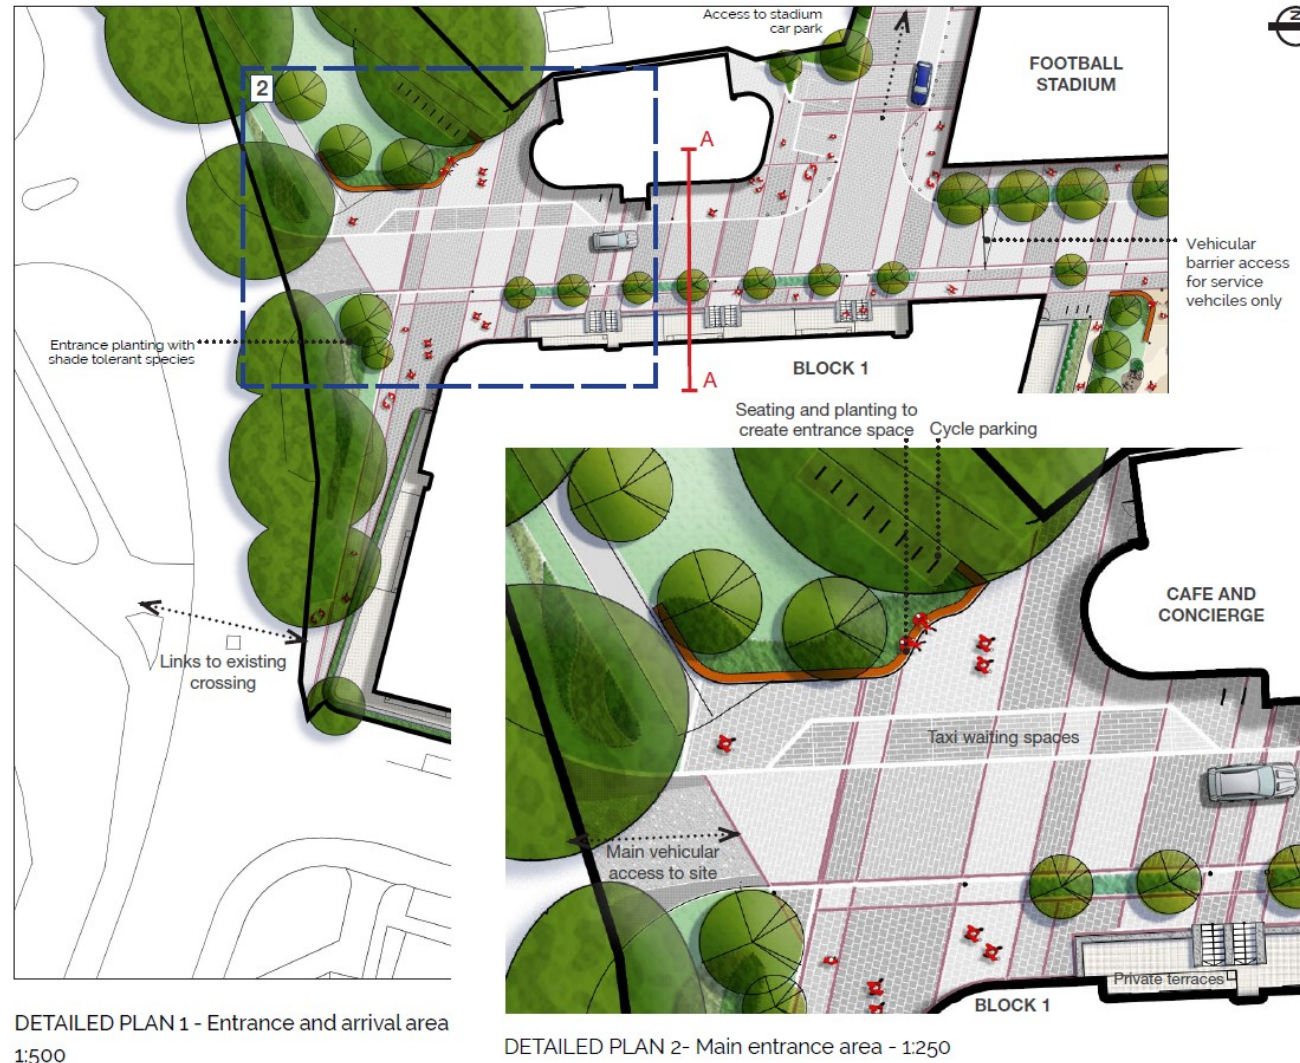 Access to stadium
car park
N
FOOTBALL
STADIUM
2
A
Vehicular
barrier access
for service
vehciles only
Entrance planting with
shade tolerant species
A
BLOCK 1
Seating and planting to
create entrance space
Cycle parking
CAFE AND
CONCIERGE
Links to existing
crossing
Taxi waiting spaces
Main vehicular
access to site
Private terraces
BLOCK 1
DETAILED PLAN 1 - Entrance and arrival area
1:500
DETAILED PLAN 2- Main entrance area - 1:250